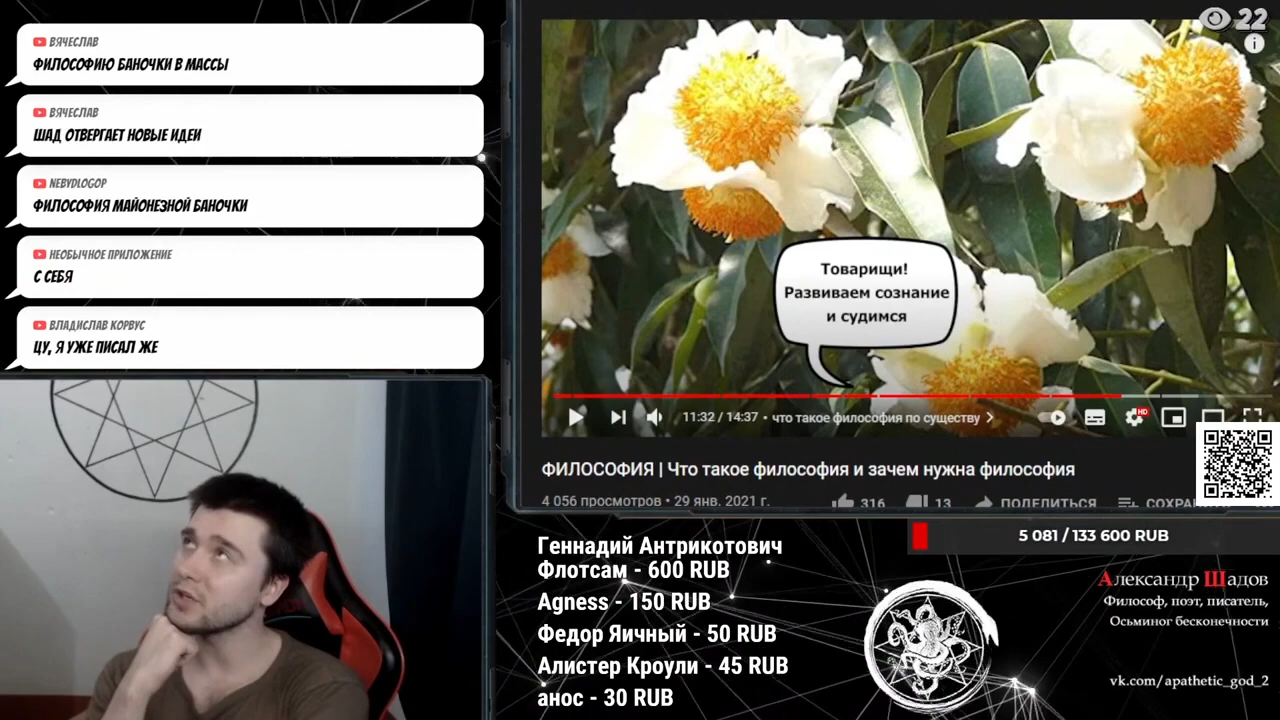 ВЯЧЕСЛАВ
ФИЛОСОФИЮ БАНОЧКИ В МАССЫ
ВЯЧЕСЛАВ
ШАД ОТВЕРГАЕТ НОВЫЕ ИДЕИ
NEBYDLOGOP
ФИЛОСОФИЯ МАЙОНЕЗНОЙ БАНОЧКИ
НЕОБЫЧНОЕ ПРИЛОЖЕНИЕ
С СЕБЯ
ВЛАДИСЛАВ КОРВУС
ЦУ, Я УЖЕ ПИСАЛ ЖЕ
22
Товарищи!
Развиваем сознание
и судимся
11:32 / 14:37 • что такое философия по существу
HD
ФИЛОСОФИЯ | Что такое философия и зачем нужна философия
4 056 просмотров • 29 янв. 2021 г.
316
13
ПОДЕЛИТЬСЯ
СОХРАН
5 081 / 133 600 RUB
Геннадий Антрикотович
Флотсам - 600 RUB
Agness - 150 RUB
Федор Яичный - 50 RUB
Алистер Кроули - 45 RUB
анос - 30 RUB
Александр Шадов
Философ, поэт, писатель,
Осьминог бесконечности
vk.com/apathetic_god_2